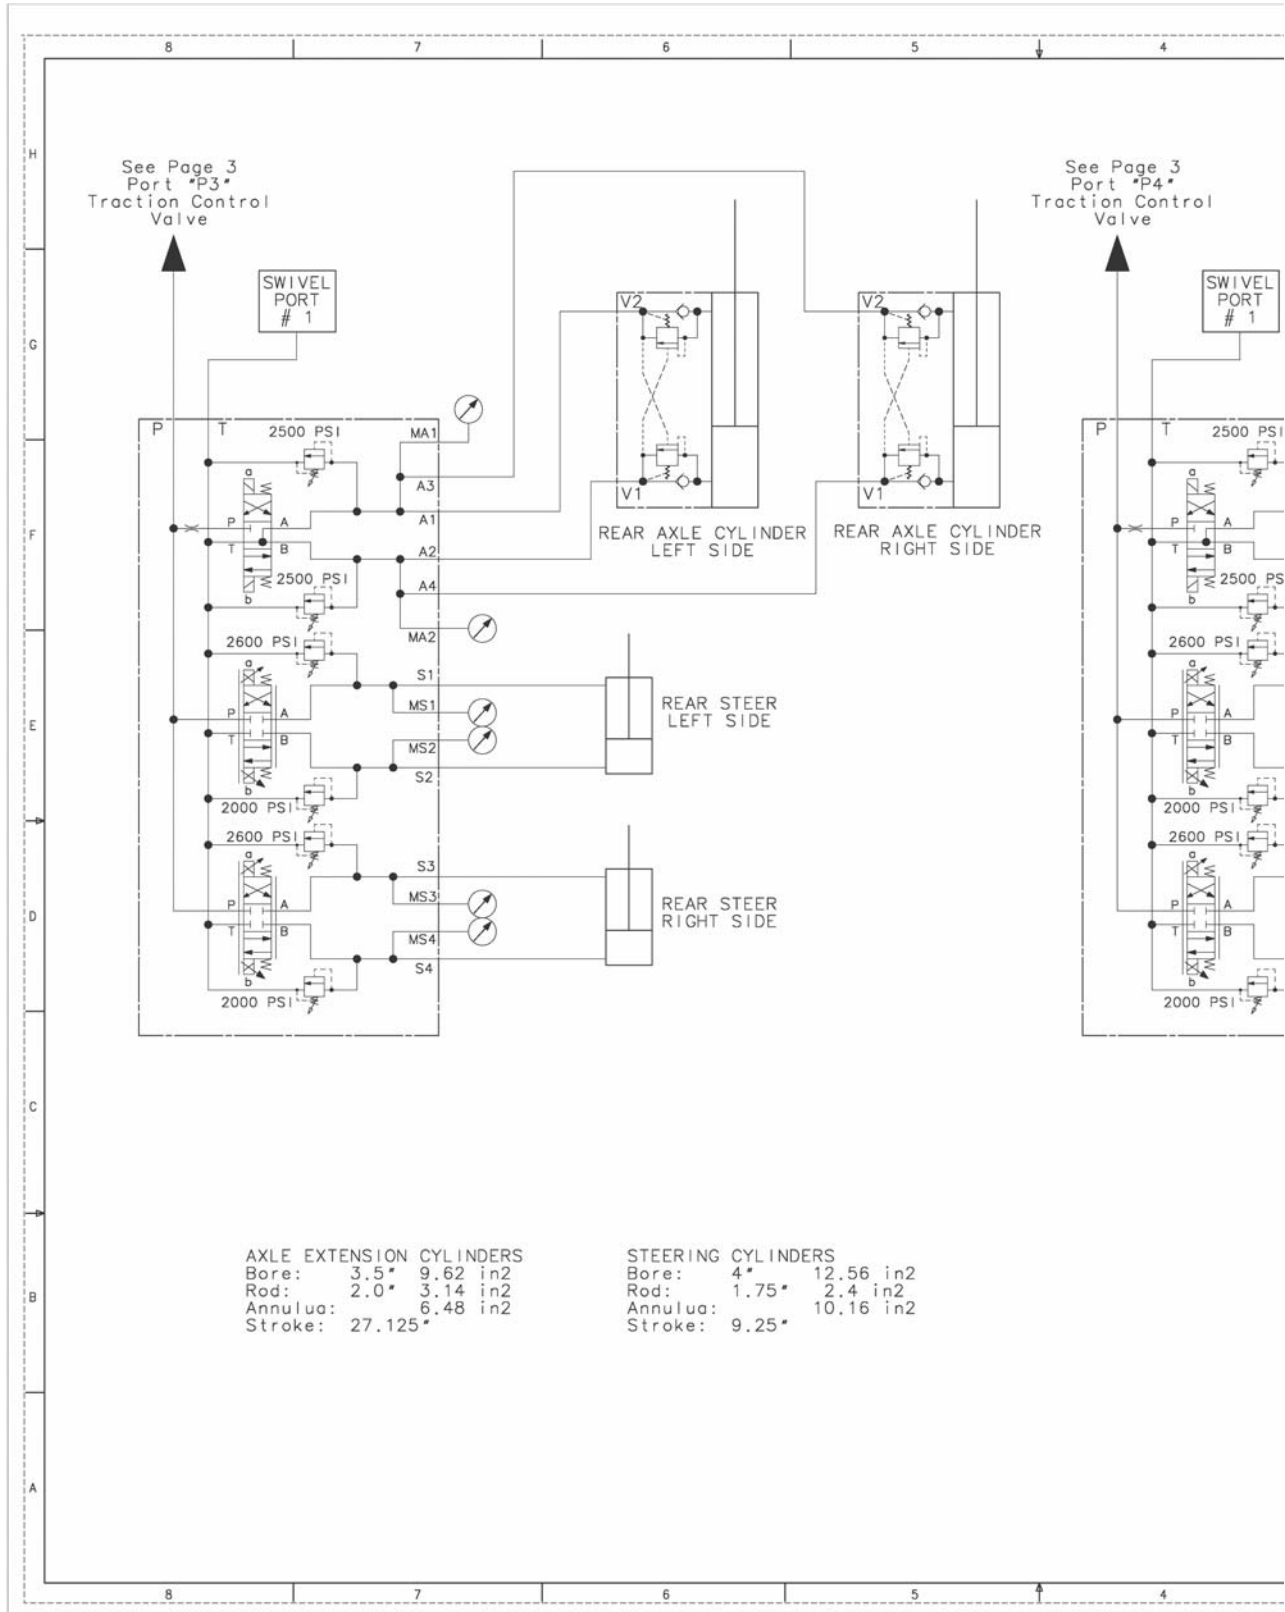 8 7 6 5 4
H
See Page 3
Port "P3"
Traction Control
Valve
See Page 3
Port "P4"
Traction Control
Valve
SWIVEL
PORT
# 1
SWIVEL
PORT
# 1
G
V2
V2
V1
V1
REAR AXLE CYLINDER
LEFT SIDE
REAR AXLE CYLINDER
RIGHT SIDE
P T
2500 PSI
MA1
A3
a
P A
A1
F
T B
A2
2500 PSI
A4
b
MA2
2600 PSI
a
S1
MS1
REAR STEER
LEFT SIDE
E
P A
T B
MS2
S2
b
2000 PSI
2600 PSI
a
S3
MS3
REAR STEER
RIGHT SIDE
D
P A
T B
MS4
S4
b
2000 PSI
P T
2500 PSI
a
P A
T B
2500 PS
b
2600 PSI
a
P A
T B
b
2000 PSI
2600 PSI
a
P A
T B
b
2000 PSI
C
AXLE EXTENSION CYLINDERS
Bore: 3.5" 9.62 in2
Rod: 2.0" 3.14 in2
Annulua: 6.48 in2
Stroke: 27.125"
STEERING CYLINDERS
Bore: 4" 12.56 in2
Rod: 1.75" 2.4 in2
Annulua: 10.16 in2
Stroke: 9.25"
B
A
8 7 6 5 4